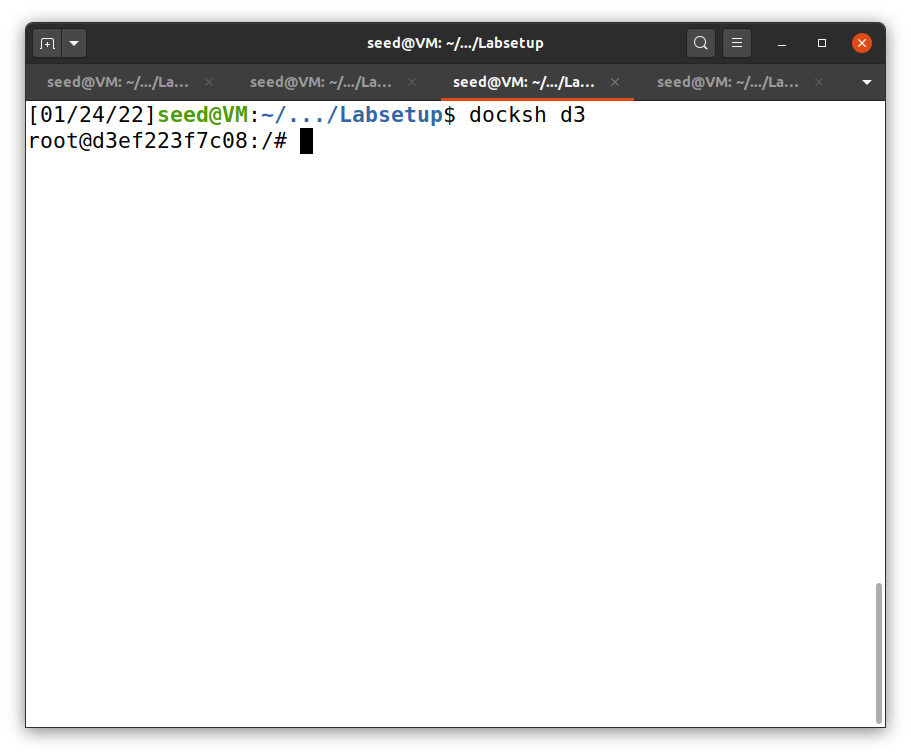 seed@VM: ~/.../Labsetup
seed@VM: ~/.../La... × seed@VM: ~/.../La... × seed@VM: ~/.../La... × seed@VM: ~/.../La... ×
[01/24/22]seed@VM:~/.../Labsetup$ docksh d3
root@d3ef223f7c08:/#